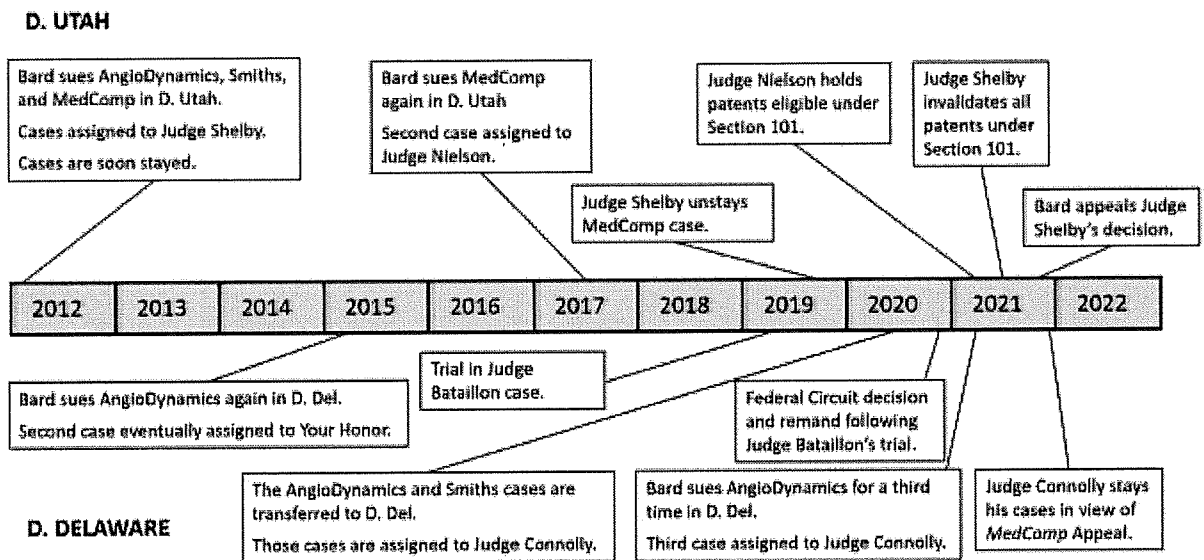 D. UTAH
Bard sues AngioDynamics, Smiths,
and MedComp in D. Utah.
Cases assigned to Judge Shelby.
Cases are soon stayed.
Bard sues MedComp
again in D. Utah
Second case assigned to
Judge Nielson.
Judge Nielson holds
patents eligible under
Section 101.
Judge Shelby
invalidates all
patents under
Section 101.
Judge Shelby unstays
MedComp case.
Bard appeals Judge
Shelby's decision.
2012 2013 2014 2015 2016 2017 2018 2019 2020 2021 2022
Bard sues AngioDynamics again in D. Del.
Second case eventually assigned to Your Honor.
Trial in Judge
Bataillon case.
Federal Circuit decision
and remand following
Judge Bataillon's trial.
The AngioDynamics and Smiths cases are
transferred to D. Del.
Those cases are assigned to Judge Connolly.
Bard sues AngioDynamics for a third
time in D. Del.
Third case assigned to Judge Connolly.
Judge Connolly stays
his cases in view of
MedComp Appeal.
D. DELAWARE